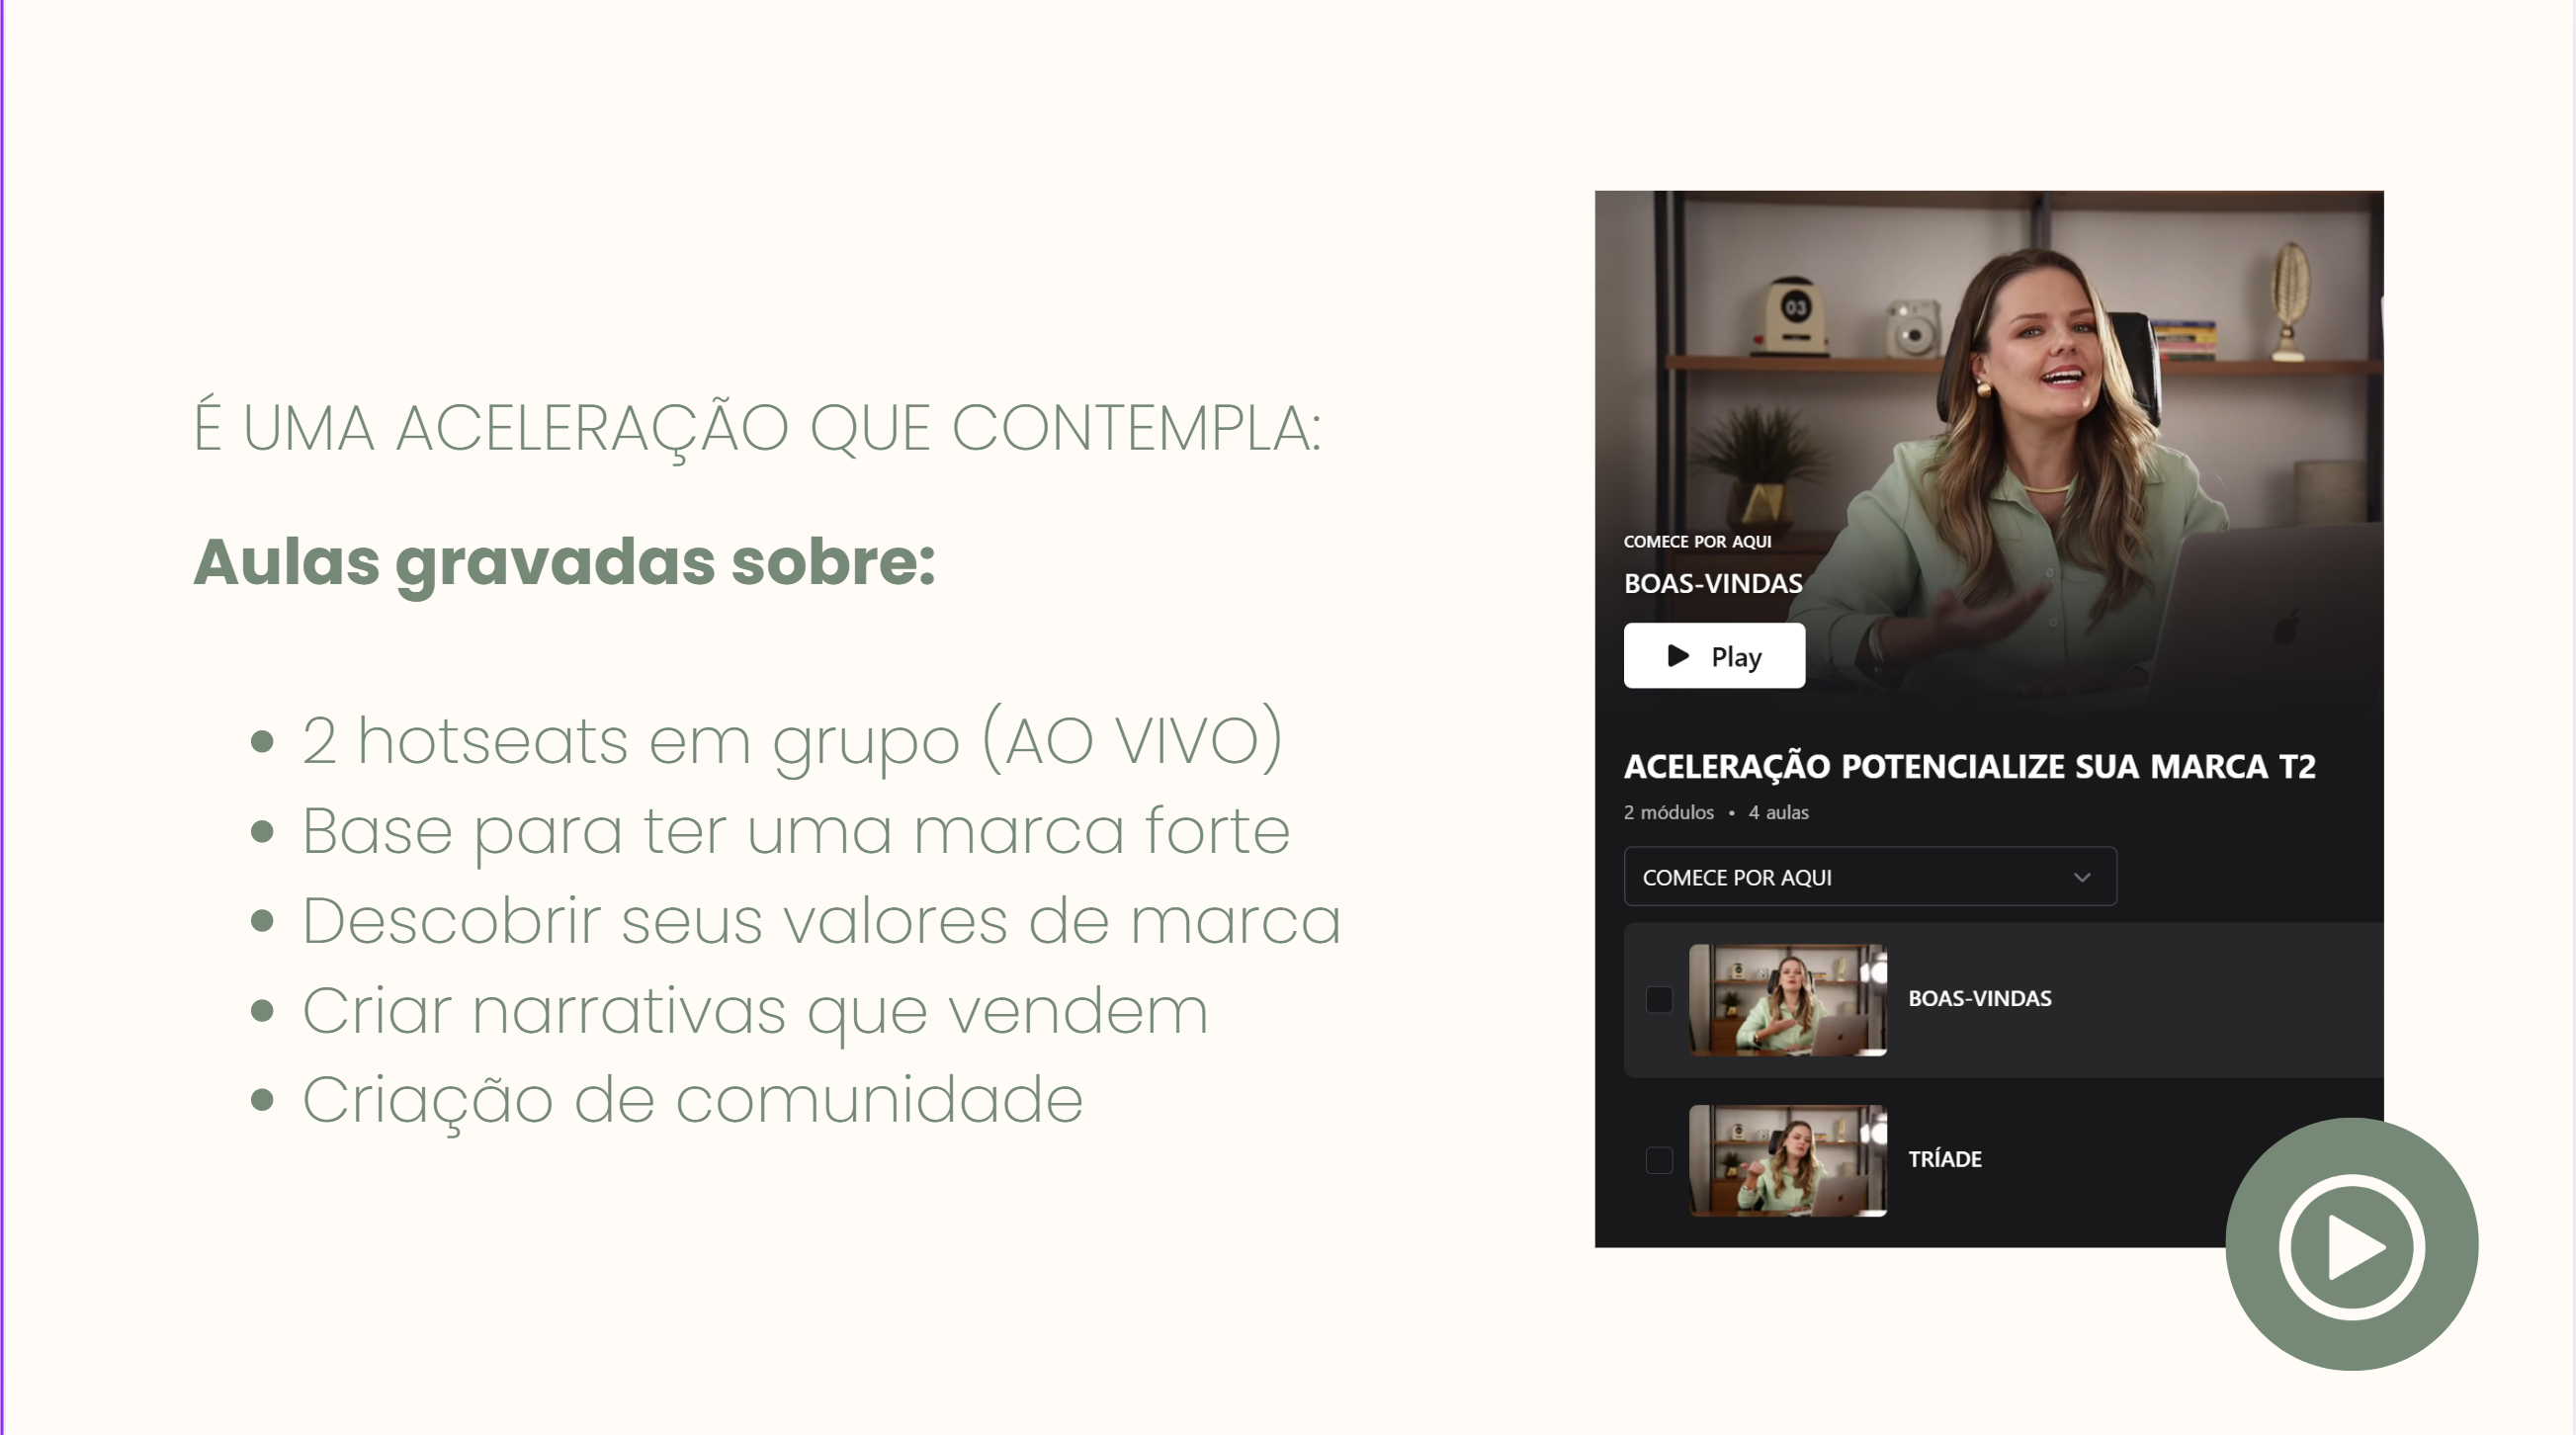 É UMA ACELERAÇÃO QUE CONTEMPLA:
Aulas gravadas sobre:
• 2 hotseats em grupo (AO VIVO)
• Base para ter uma marca forte
• Descobrir seus valores de marca
• Criar narrativas que vendem
• Criação de comunidade
03
COMECE POR AQUI
BOAS-VINDAS
Play
ACELERAÇÃO POTENCIALIZE SUA MARCA T2
2 módulos • 4 aulas
COMECE POR AQUI
BOAS-VINDAS
TRÍADE